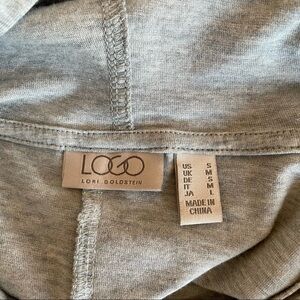 LOGO
LORI GOLDSTEIN
US S
UK M
DE S
IT M
JA L
MADE IN
CHINA